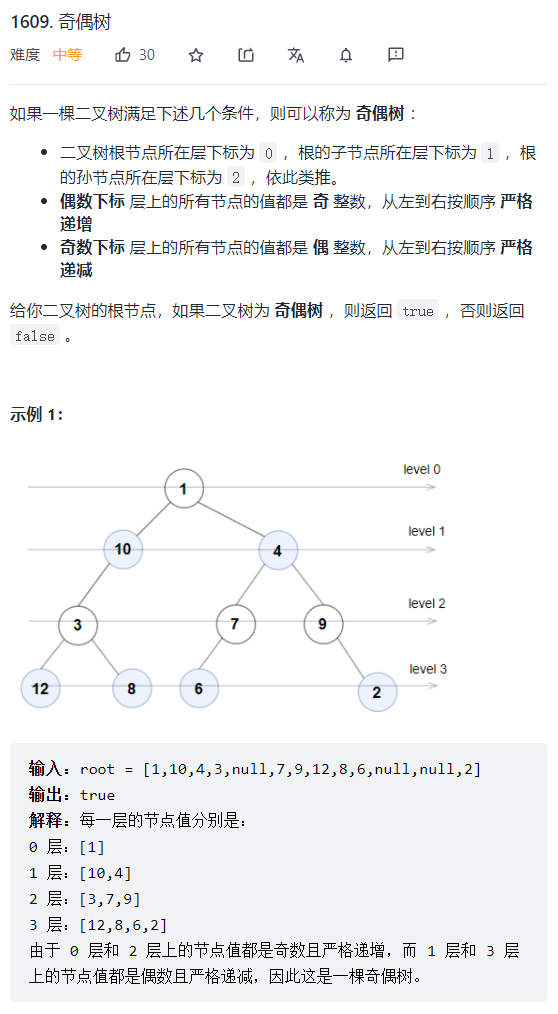 1609. 奇偶树
难度 中等 30
如果一棵二叉树满足下述几个条件，则可以称为 奇偶树 ：
• 二叉树根节点所在层下标为 0 ，根的子节点所在层下标为 1 ，根
的孙节点所在层下标为 2 ，依此类推。
• 偶数下标 层上的所有节点的值都是 奇 整数，从左到右按顺序 严格
递增
• 奇数下标 层上的所有节点的值都是 偶 整数，从左到右按顺序 严格
递减
给你二叉树的根节点，如果二叉树为 奇偶树 ，则返回 true ，否则返回
false 。
示例 1：
level 0
1
level 1
10 4
level 2
3 7 9
level 3
12 8 6 2
输入：root = [1,10,4,3,null,7,9,12,8,6,null,null,2]
输出：true
解释：每一层的节点值分别是：
0 层：[1]
1 层：[10,4]
2 层：[3,7,9]
3 层：[12,8,6,2]
由于 0 层和 2 层上的节点值都是奇数且严格递增，而 1 层和 3 层
上的节点值都是偶数且严格递减，因此这是一棵奇偶树。